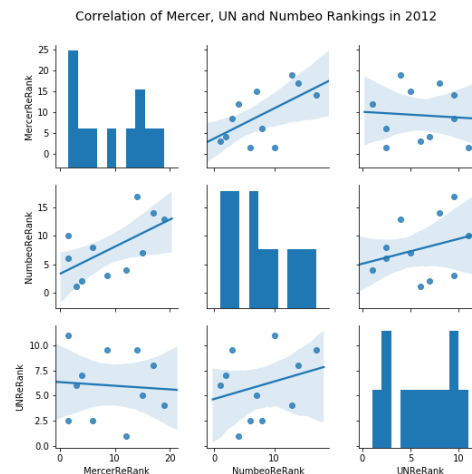 Correlation of Mercer, UN and Numbeo Rankings in 2012
MercerReRank
25
20
15
10
5
0
NumbeoReRank
15
10
5
0
UNReRank
10.0
7.5
5.0
2.5
0.0
0 10 20
MercerReRank
0 10
NumbeoReRank
0 5 10
UNReRank